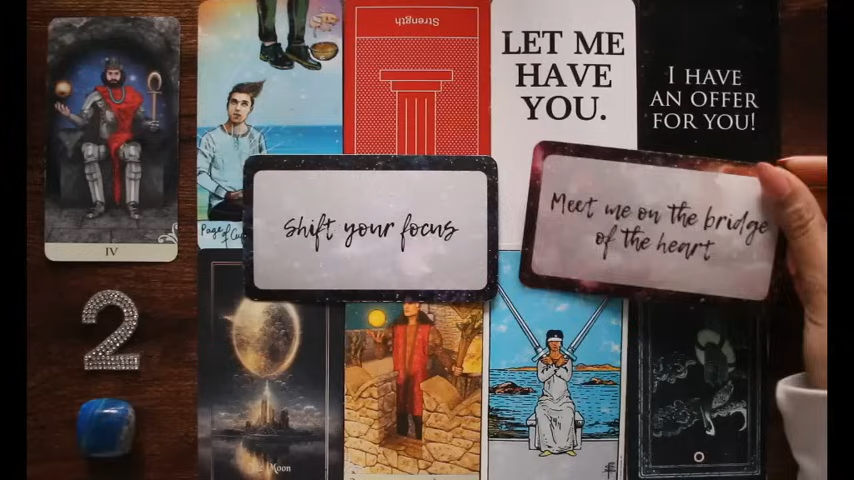 Strength
LET ME
HAVE
YOU.
I HAVE
AN OFFER
FOR YOU!
Page of Cu
Shift your focus
Meet me on the bridge
of the heart
IV
2
The Moon